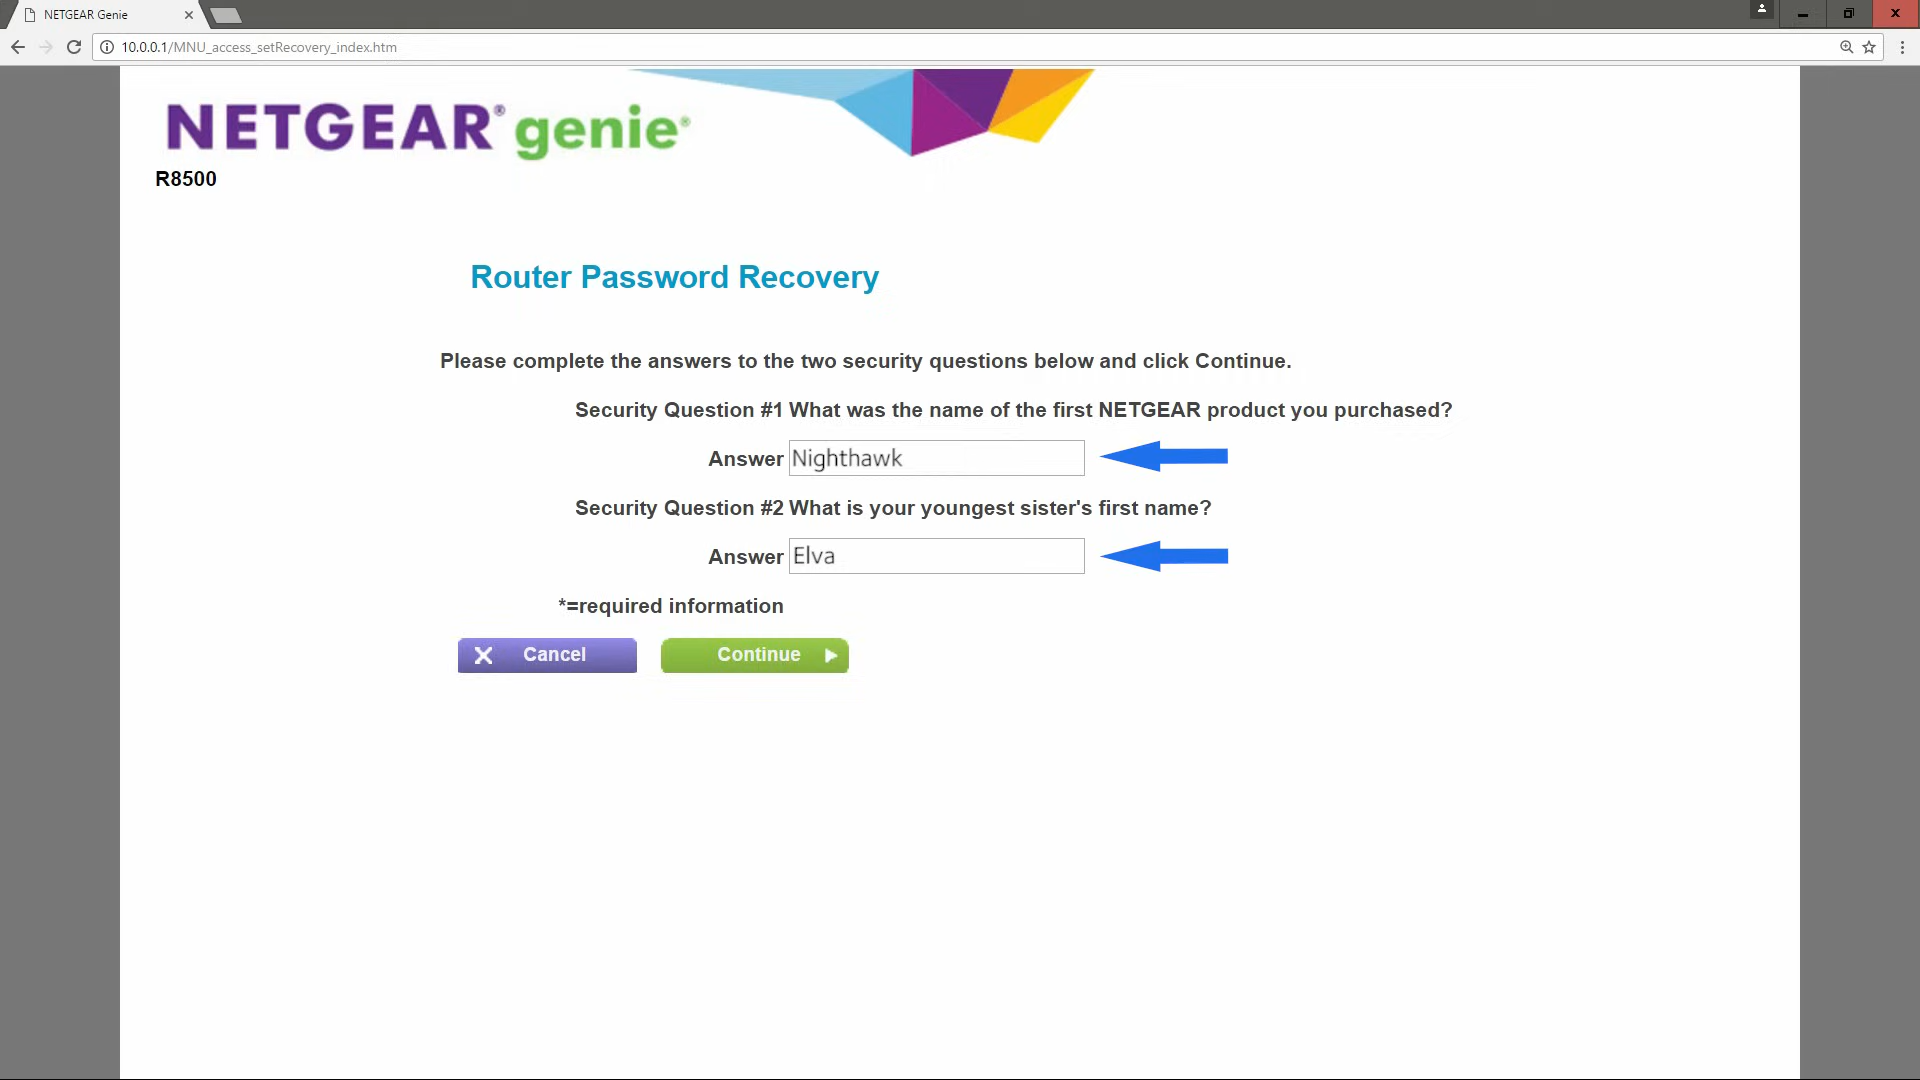 NETGEAR Genie
10.0.0.1/MNU_access_setRecovery_index.htm
NETGEAR® genie®
R8500
Router Password Recovery
Please complete the answers to the two security questions below and click Continue.
Security Question #1 What was the name of the first NETGEAR product you purchased?
Answer Nighthawk
Security Question #2 What is your youngest sister's first name?
Answer Elva
*=required information
Cancel Continue